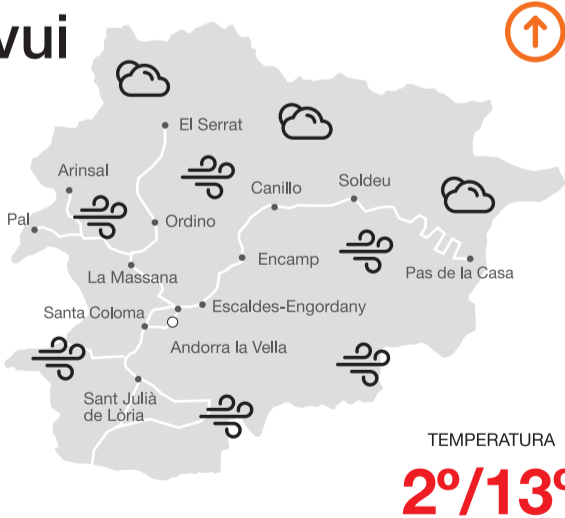 vui
El Serrat
Arinsal
Canillo
Soldeu
Pal
Ordino
Encamp
Pas de la Casa
La Massana
Santa Coloma
Escaldes-Engordany
Andorra la Vella
Sant Julià
de Lòria
TEMPERATURA
2º/13º